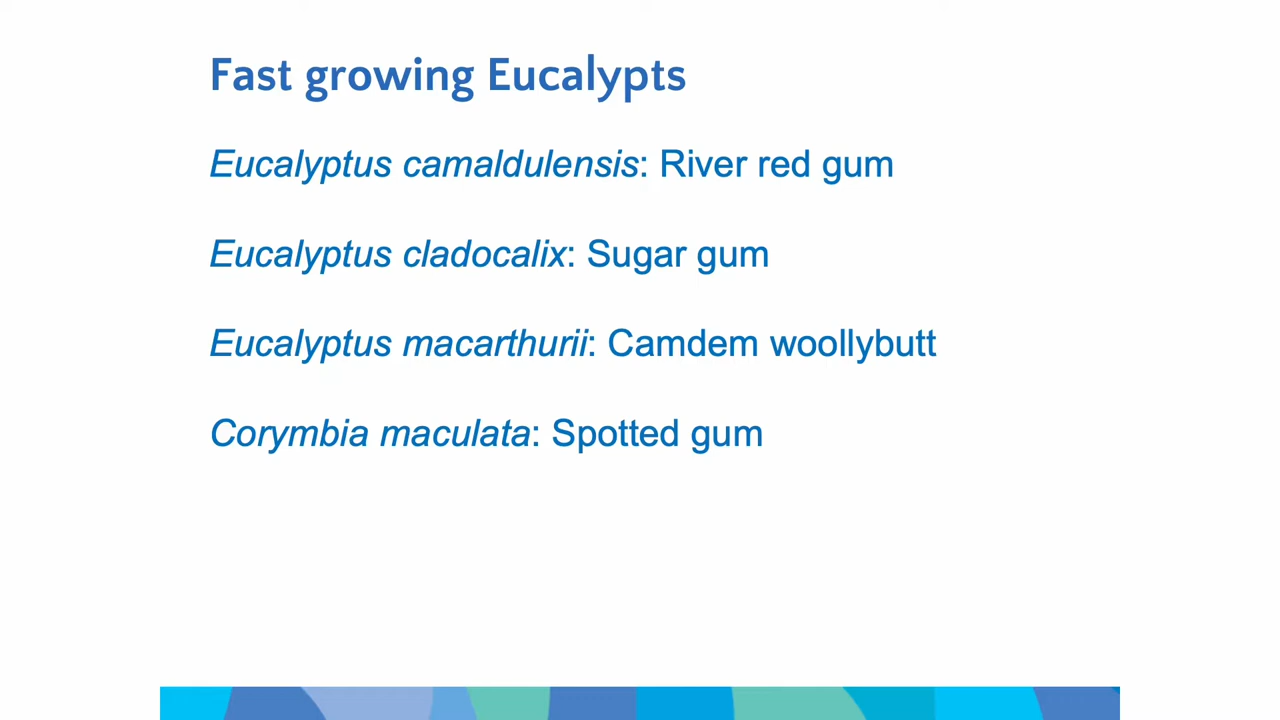 Fast growing Eucalypts
Eucalyptus camaldulensis: River red gum
Eucalyptus cladocalix: Sugar gum
Eucalyptus macarthurii: Camdem woollybutt
Corymbia maculata: Spotted gum